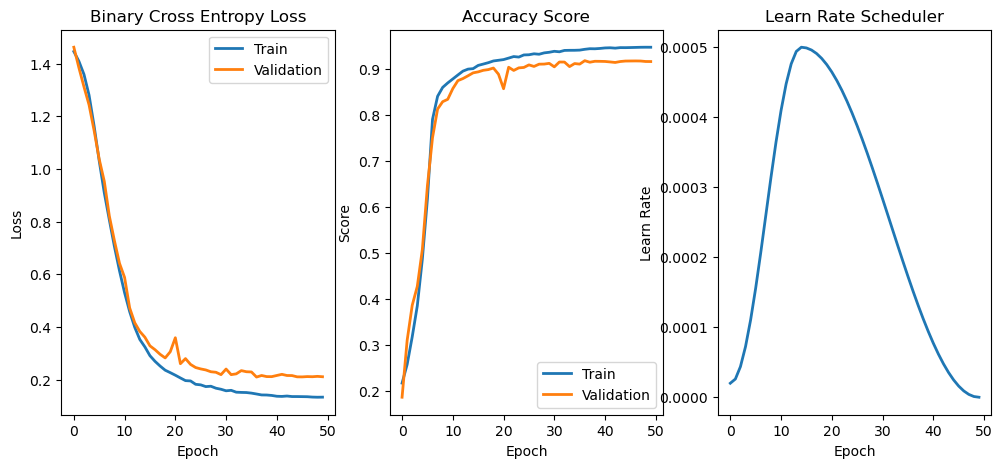 Binary Cross Entropy Loss
Train
Validation
1.4
1.2
1.0
0.8
0.6
0.4
0.2
Loss
0 10 20 30 40 50
Epoch
Accuracy Score
0.9
0.8
0.7
0.6
0.5
0.4
0.3
0.2
Score
Train
Validation
0 10 20 30 40 50
Epoch
Learn Rate Scheduler
0.0005
0.0004
0.0003
0.0002
0.0001
0.0000
Learn Rate
0 10 20 30 40 50
Epoch